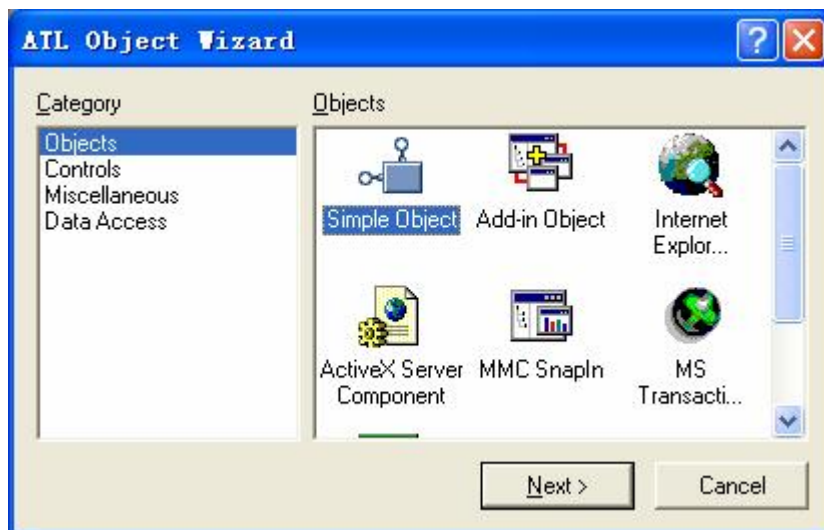 ATL Object Wizard
Category
Objects
Objects
Controls
Miscellaneous
Data Access
Simple Object
Add-in Object
Internet
Explor...
ActiveX Server
Component
MMC SnapIn
MS
Transacti...
Next >
Cancel